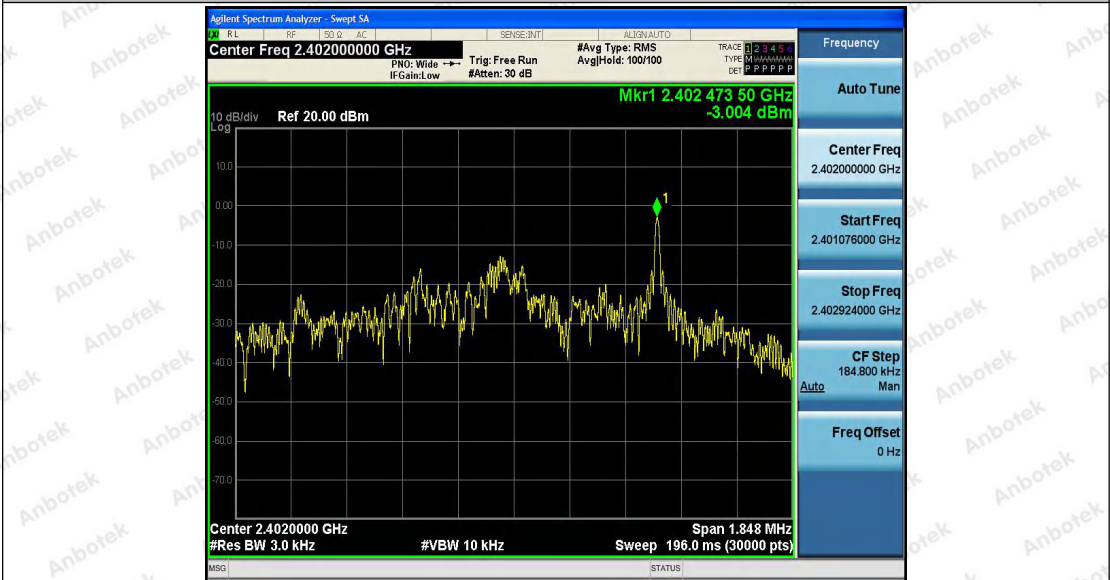 Agilent Spectrum Analyzer - Swept SA
LXI RL RF 50 Ω AC SENSE:INT ALIGN AUTO
Center Freq 2.402000000 GHz
PNO: Wide
IFGain:Low
Trig: Free Run
#Atten: 30 dB
#Avg Type: RMS
Avg|Hold: 100/100
TRACE 1 2 3 4 5 6
TYPE M WWWWW
DET P P P P P P
Mkr1 2.402 473 50 GHz
-3.004 dBm
10 dB/div Ref 20.00 dBm
Log
10.0
0.00
-10.0
-20.0
-30.0
-40.0
-50.0
-60.0
-70.0
1
Center 2.4020000 GHz
Span 1.848 MHz
#Res BW 3.0 kHz
#VBW 10 kHz
Sweep 196.0 ms (30000 pts)
MSG
STATUS
Frequency
Auto Tune
Center Freq
2.402000000 GHz
Start Freq
2.401076000 GHz
Stop Freq
2.402924000 GHz
CF Step
184.800 kHz
Auto Man
Freq Offset
0 Hz
Anbotek